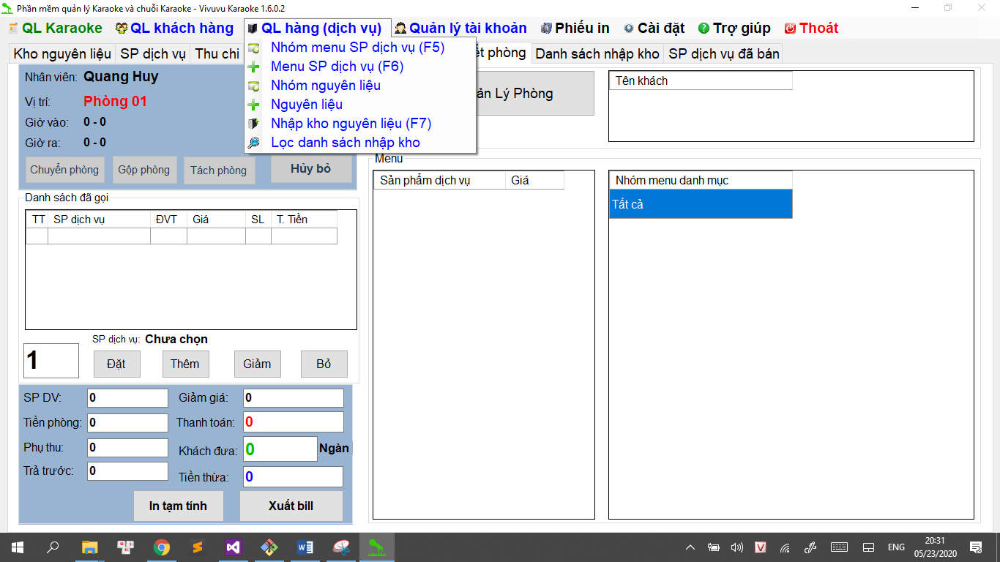 Phần mềm quản lý Karaoke và chuỗi Karaoke - Vivuvu Karaoke 1.6.0.2
QL Karaoke QL khách hàng QL hàng (dịch vụ) Quản lý tài khoản Phiếu in Cài đặt Trợ giúp Thoát
Nhóm menu SP dịch vụ (F5)
Menu SP dịch vụ (F6)
Nhóm nguyên liệu
Nguyên liệu
Nhập kho nguyên liệu (F7)
Lọc danh sách nhập kho
Kho nguyên liệu SP dịch vụ Thu chi phòng Danh sách nhập kho SP dịch vụ đã bán
Nhân viên: Quang Huy
Vị trí: Phòng 01
Giờ vào: 0 - 0
Giờ ra: 0 - 0
Chuyển phòng Gộp phòng Tách phòng Hủy bỏ
Lý Phòng
Tên khách
Danh sách đã gọi
TT SP dịch vụ ĐVT Giá SL T. Tiền
SP dịch vụ: Chưa chọn
1 Đặt Thêm Giảm Bỏ
SP DV: 0 Giảm giá: 0
Tiền phòng: 0 Thanh toán: 0
Phụ thu: 0 Khách đưa: 0 Ngàn
Trả trước: 0 Tiền thừa: 0
In tạm tính Xuất bill
Menu
Sản phẩm dịch vụ Giá
Nhóm menu danh mục
Tất cả
ENG
20:31
05/23/2020